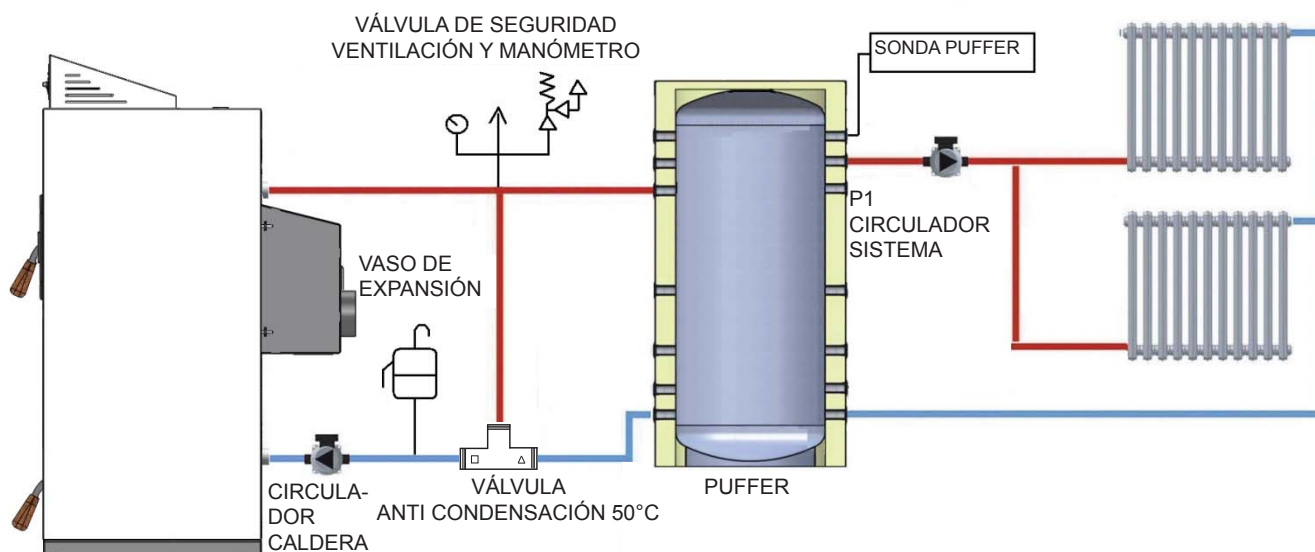 VÁLVULA DE SEGURIDAD
VENTILACIÓN Y MANÓMETRO
SONDA PUFFER
P1
CIRCULADOR
SISTEMA
VASO DE
EXPANSIÓN
CIRCULA-
DOR
CALDERA
VÁLVULA
ANTI CONDENSACIÓN 50°C
PUFFER